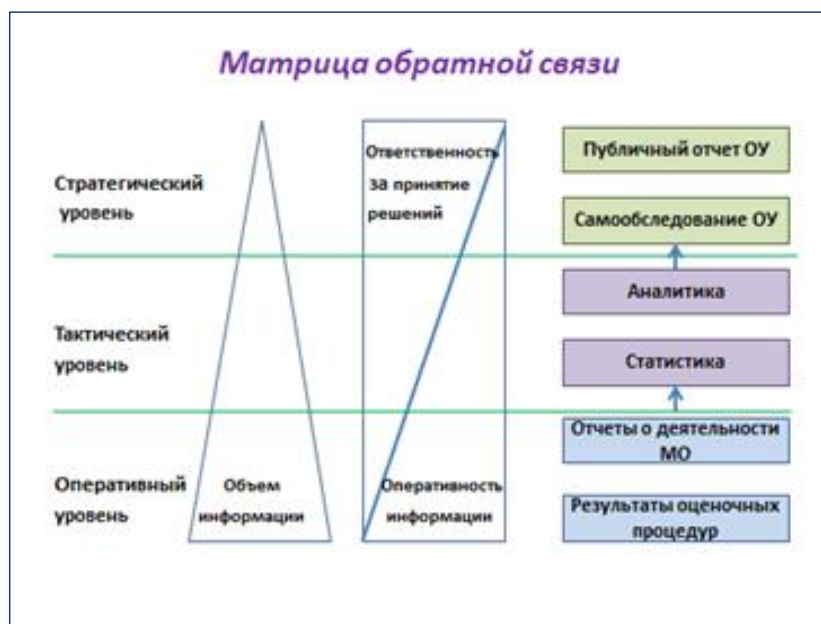 Матрица обратной связи
Стратегический
уровень
Ответственность
за принятие
решений
Публичный отчет ОУ
Самообследование ОУ
Тактический
уровень
Аналитика
Статистика
Оперативный
уровень
Объем
информации
Оперативность
информации
Отчеты о деятельности
МО
Результаты оценочных
процедур